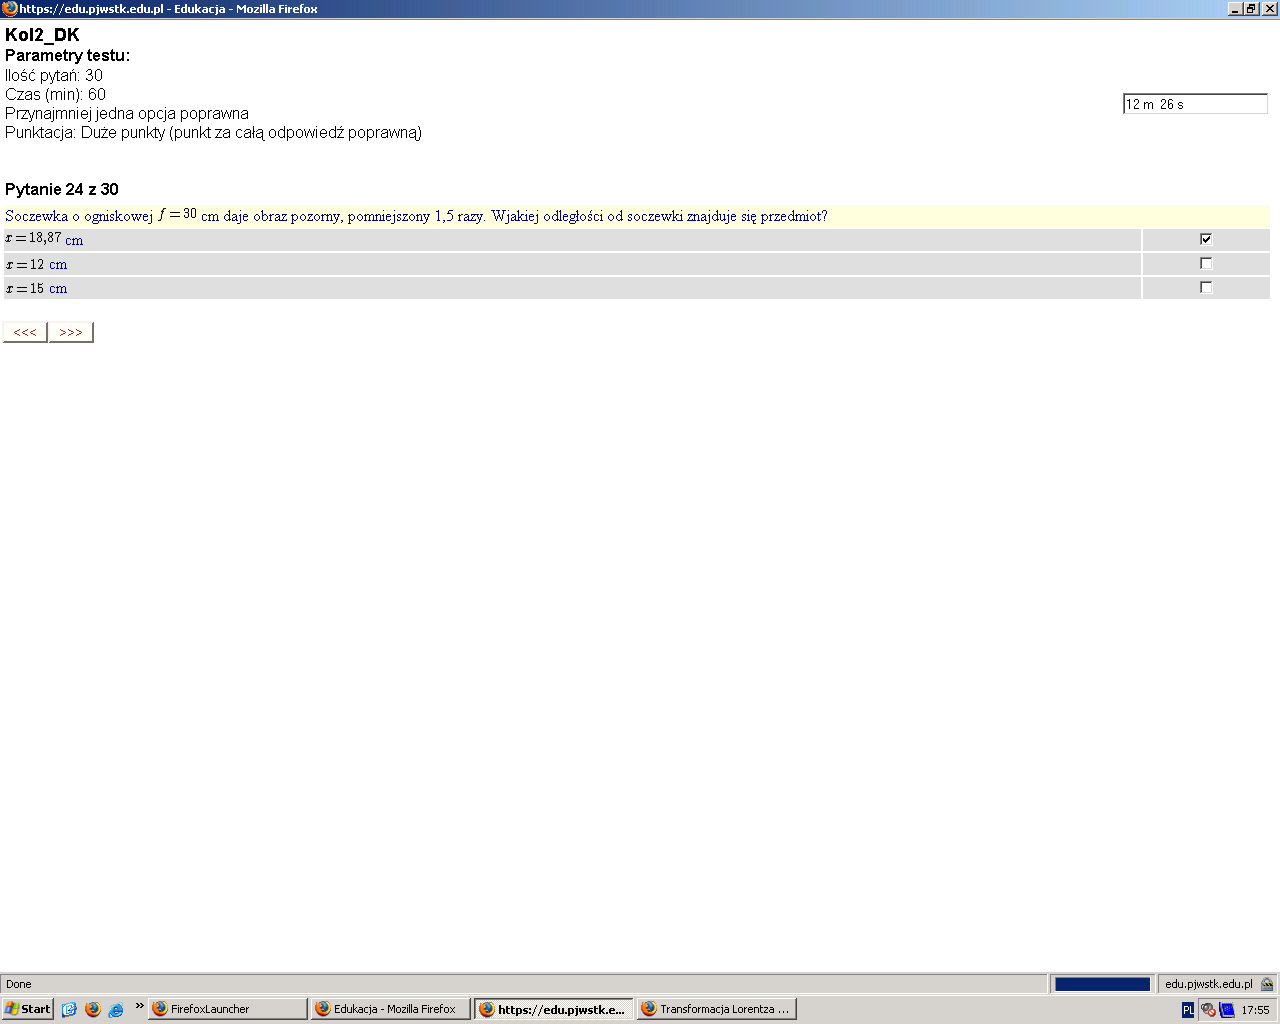 https://edu.pjwstk.edu.pl - Edukacja - Mozilla Firefox
Kol2_DK
Parametry testu:
Ilość pytań: 30
Czas (min): 60
Przynajmniej jedna opcja poprawna
Punktacja: Duże punkty (punkt za całą odpowiedź poprawną)
12 m 26 s
Pytanie 24 z 30
Soczewka o ogniskowej f = 30 cm daje obraz pozorny, pomniejszony 1,5 razy. Wjakiej odległości od soczewki znajduje się przedmiot?
x = 18,87 cm
x = 12 cm
x = 15 cm
<<< >>>
Done edu.pjwstk.edu.pl
Start » FirefoxLauncher Edukacja - Mozilla Firefox https://edu.pjwstk.e... Transformacja Lorentza ... PL 17:55